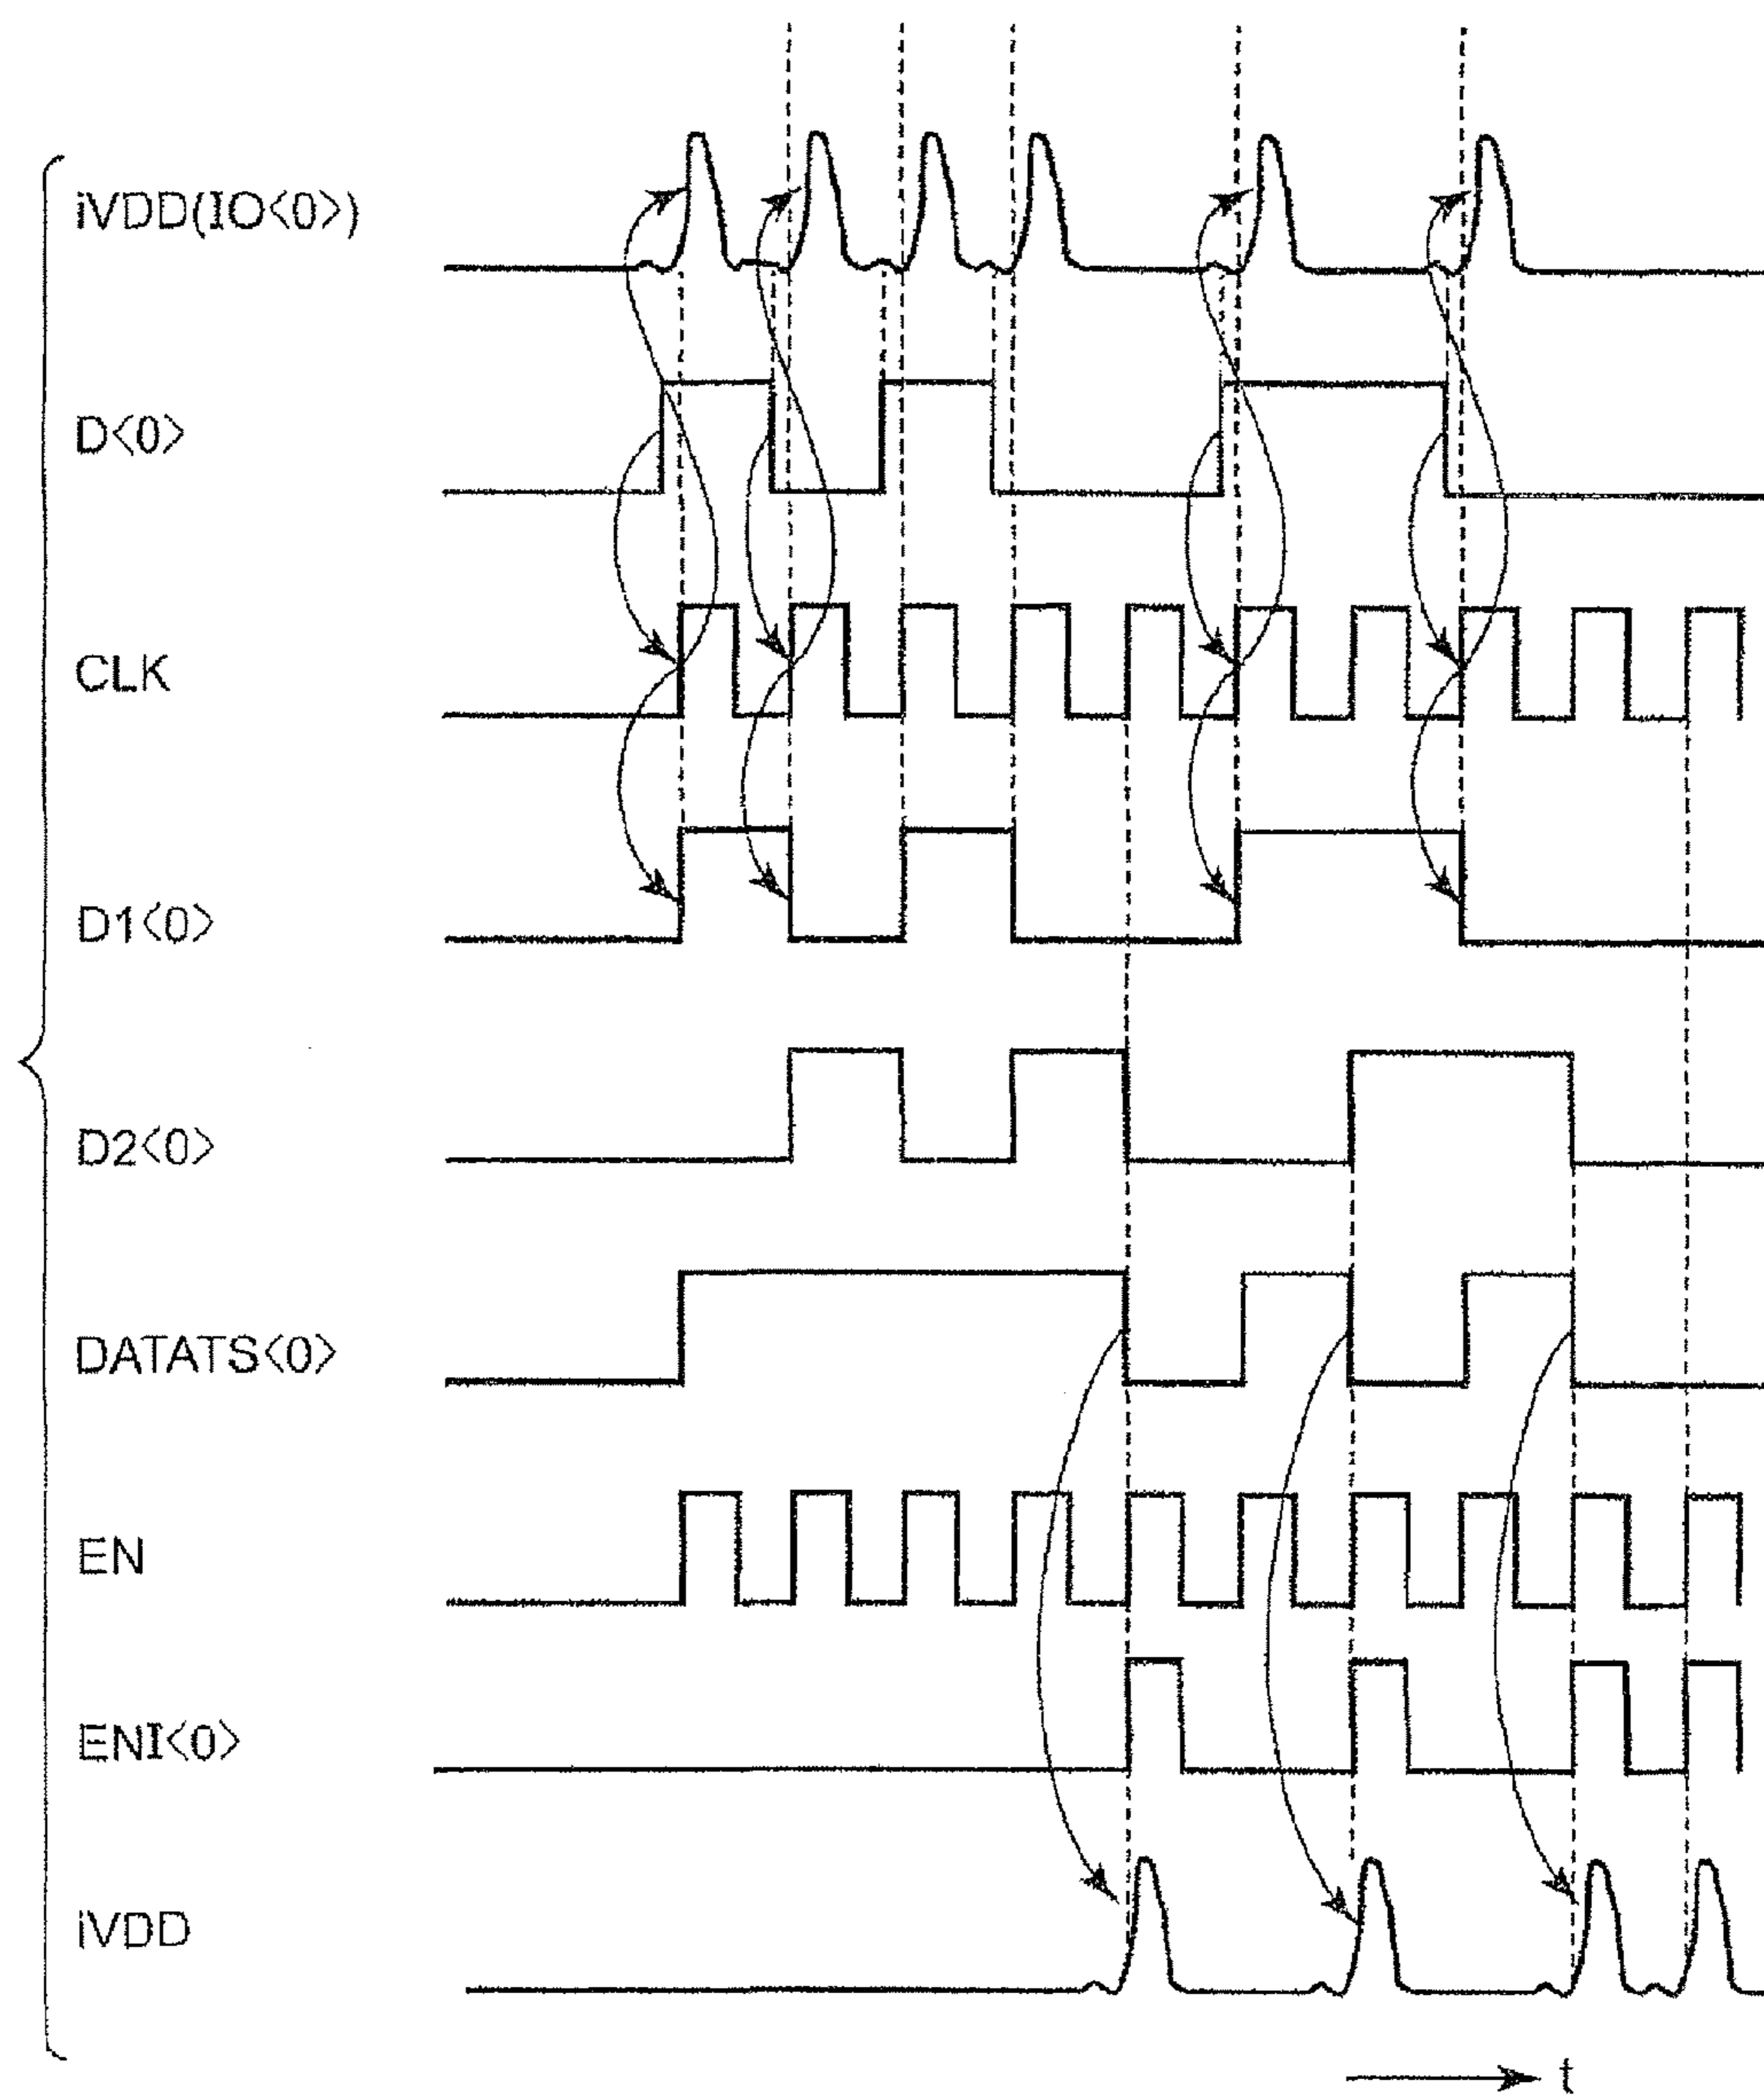 iVDD(IO<0>)
D<0>
CLK
D1<0>
D2<0>
DATATS<0>
EN
ENI<0>
iVDD
t